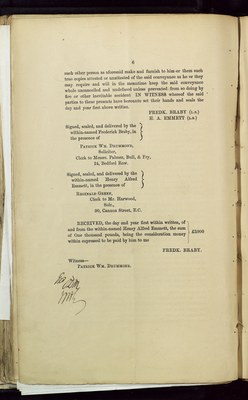 6
each other person as aforesaid make and furnish to him or them such
true copies attested or unattested of the said conveyance as he or they
may require and will in the meantime keep the said conveyance
whole uncancelled and undefaced unless prevented from so doing by
fire or other inevitable accident IN WITNESS whereof the said
parties to these presents have hereunto set their hands and seals the
day and year first above written.
FREDK. BRABY (L.S.)
H. A. EMMETT (L.S.)
Signed, sealed, and delivered by the
within-named Frederick Braby, in
the presence of
PATRICK WM. DRUMMOND,
Solicitor,
Clerk to Messrs. Bull, & Fry,
Bedford Row.
Signed, sealed, and delivered by the
within-named Henry Alfred
Emmett, in the presence of
REGINALD GREEN,
Clerk to Mr. Harwood,
Solr.,
Cannon Street, E.C.
RECEIVED, the day and year first within written, of
and from the within-named Henry Alfred Emmett, the sum
of One thousand pounds, being the consideration money
within expressed to be paid by him to me
£1000
FREDK. BRABY.
Witness—
PATRICK WM. DRUMMOND.